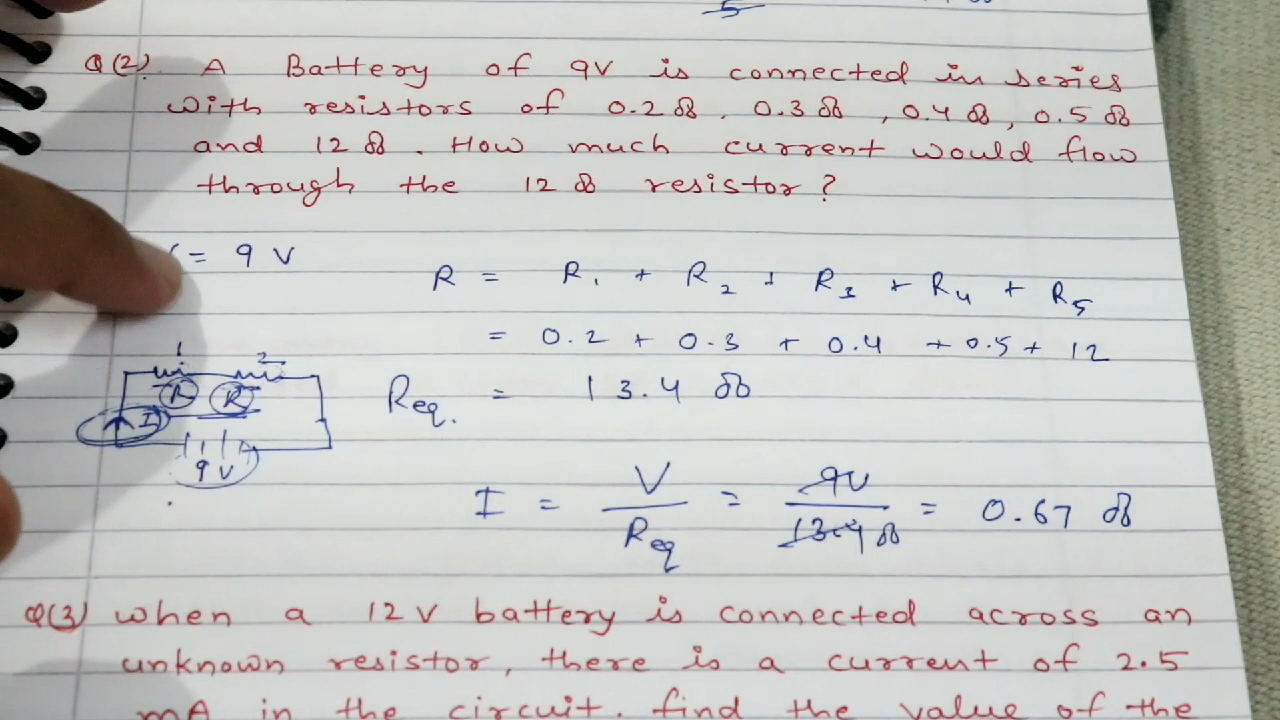 Q(2). A Battery of 9V is connected in series
with resistors of 0.2 Ω, 0.3 Ω, 0.4 Ω, 0.5 Ω
and 12 Ω. How much current would flow
through the 12 Ω resistor?
= 9 V
R = R1 + R2 + R3 + R4 + R5
= 0.2 + 0.3 + 0.4 + 0.5 + 12
Req. = 13.4 Ω
1 2
R R
I
9 V
I = V/Req = 9V/13.4 Ω = 0.67 Ω
Q(3) when a 12 V battery is connected across an
unknown resistor, there is a current of 2.5
mA in the circuit. find the value of the